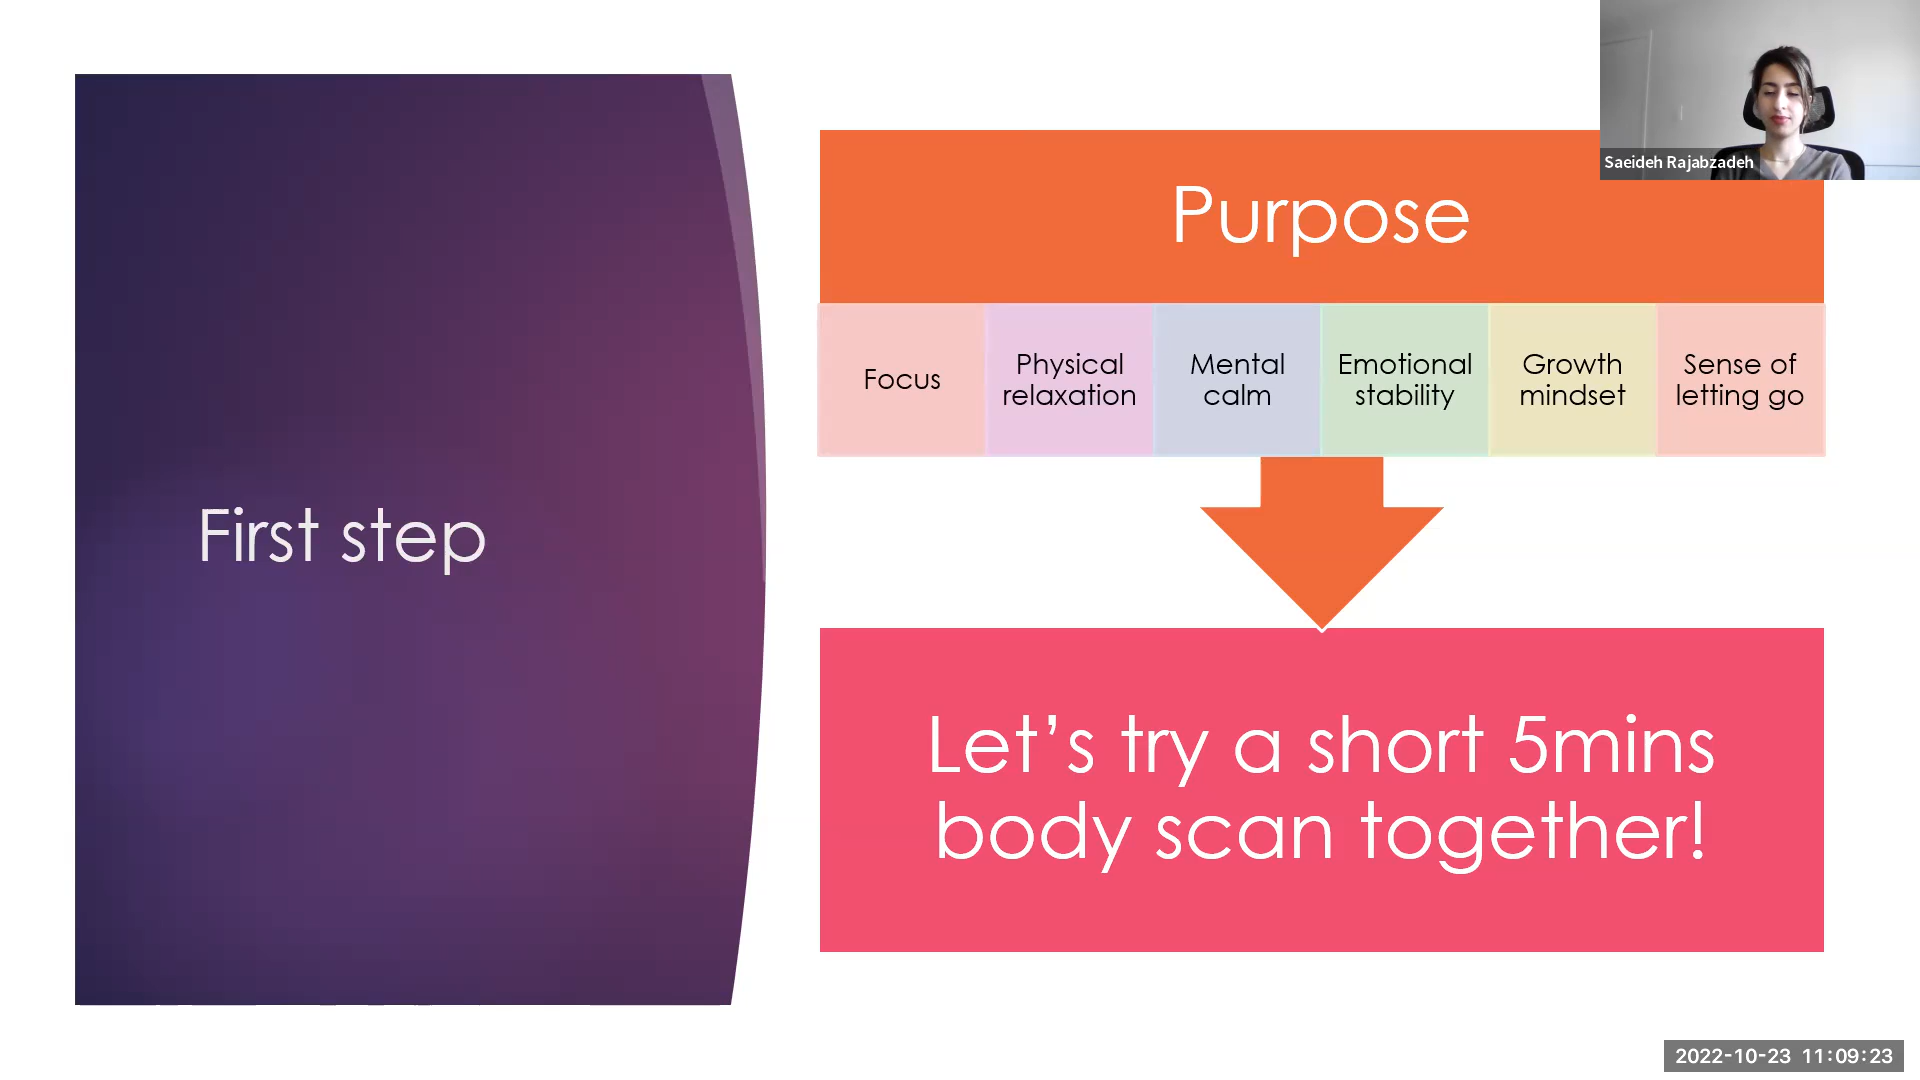 Saeideh Rajabzadeh
First step
Purpose
Focus
Physical
relaxation
Mental
calm
Emotional
stability
Growth
mindset
Sense of
letting go
Let’s try a short 5mins
body scan together!
2022-10-23 11:09:23